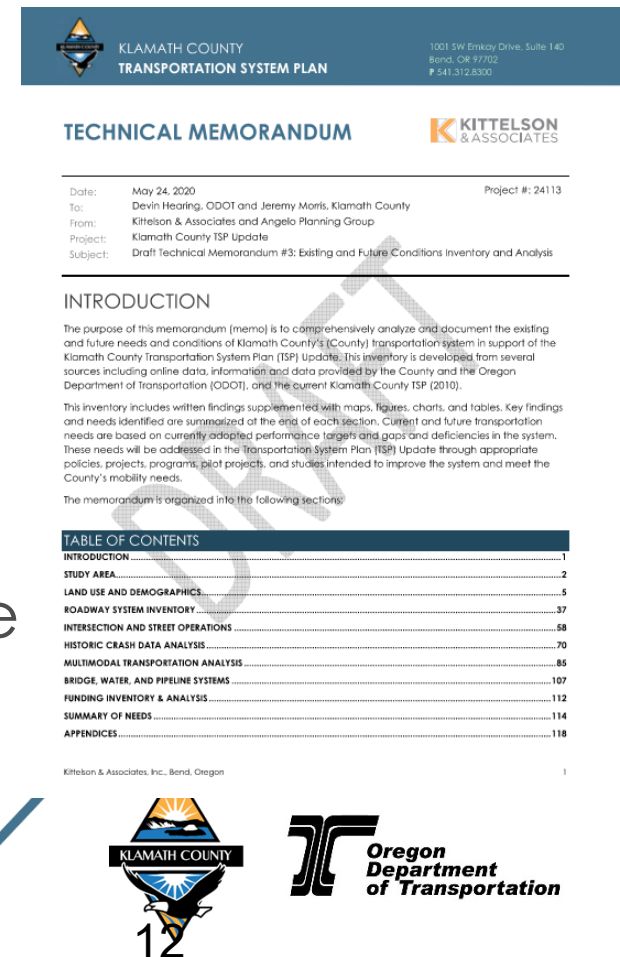 KLAMATH COUNTY
KLAMATH COUNTY
TRANSPORTATION SYSTEM PLAN
1001 SW Emkay Drive, Suite 140
Bend, OR 97702
P 541.312.8300
TECHNICAL MEMORANDUM
KITTELSON
& ASSOCIATES
Date: May 24, 2020 Project #: 24113
To: Devin Hearing, ODOT and Jeremy Morris, Klamath County
From: Kittelson & Associates and Angelo Planning Group
Project: Klamath County TSP Update
Subject: Draft Technical Memorandum #3: Existing and Future Conditions Inventory and Analysis
DRAFT
INTRODUCTION
The purpose of this memorandum (memo) is to comprehensively analyze and document the existing
and future needs and conditions of Klamath County's (County) transportation system in support of the
Klamath County Transportation System Plan (TSP) Update. This inventory is developed from several
sources including online data, information and data provided by the County and the Oregon
Department of Transportation (ODOT), and the current Klamath County TSP (2010).
This inventory includes written findings supplemented with maps, figures, charts, and tables. Key findings
and needs identified are summarized at the end of each section. Current and future transportation
needs are based on currently adopted performance targets and gaps and deficiencies in the system.
These needs will be addressed in the Transportation System Plan (TSP) Update through appropriate
policies, projects, programs, pilot projects, and studies intended to improve the system and meet the
County's mobility needs.
The memorandum is organized into the following sections:
TABLE OF CONTENTS
INTRODUCTION 1
STUDY AREA 2
LAND USE AND DEMOGRAPHICS 5
ROADWAY SYSTEM INVENTORY 37
INTERSECTION AND STREET OPERATIONS 58
HISTORIC CRASH DATA ANALYSIS 70
MULTIMODAL TRANSPORTATION ANALYSIS 85
BRIDGE, WATER, AND PIPELINE SYSTEMS 107
FUNDING INVENTORY & ANALYSIS 112
SUMMARY OF NEEDS 114
APPENDICES 118
e
Kittelson & Associates, Inc., Bend, Oregon 1
KLAMATH COUNTY
Oregon
Department
of Transportation
12